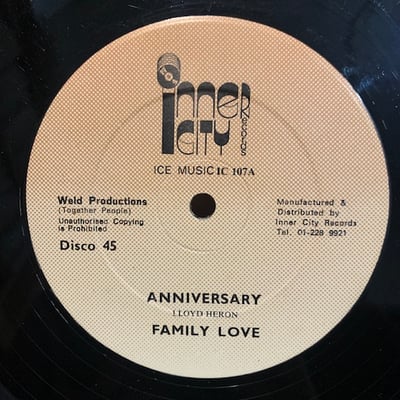 inner
CITY
RECORDS
ICE MUSIC IC 107A
Weld Productions
(Together People)
Unauthorised Copying
is Prohibited
Disco 45
Manufactured &
Distributed by
Inner City Records
Tel. 01-228 9921
ANNIVERSARY
LLOYD HERON
FAMILY LOVE